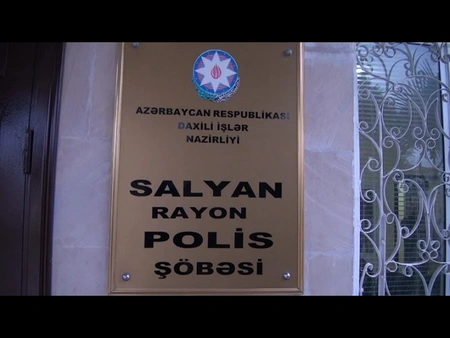 AZƏRBAYCAN RESPUBLİKASI
DAXİLİ İŞLƏR
NAZİRLİYİ
SALYAN
RAYON
POLİS
ŞÖBƏSİ